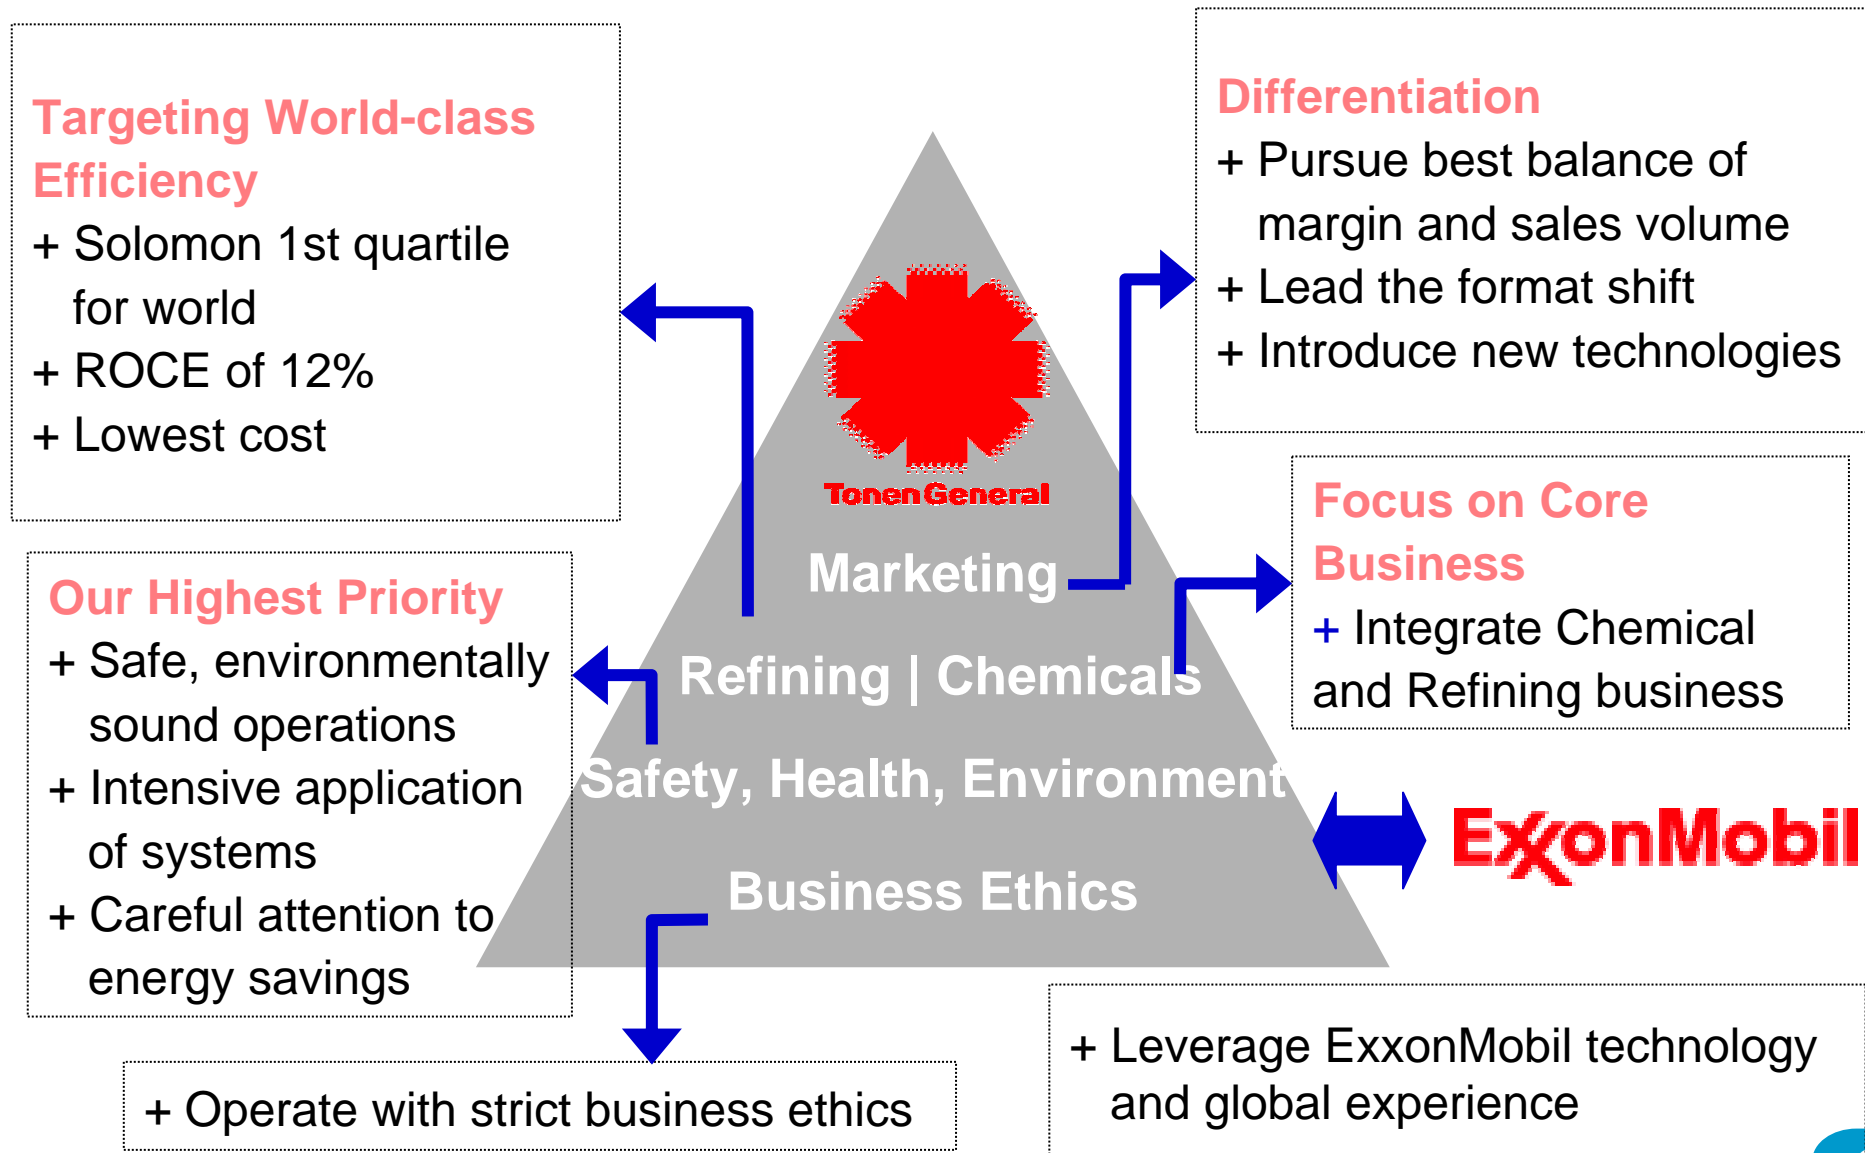 Targeting World-class
Efficiency
+ Solomon 1st quartile
for world
+ ROCE of 12%
+ Lowest cost
Differentiation
+ Pursue best balance of
margin and sales volume
+ Lead the format shift
+ Introduce new technologies
TonenGeneral
Marketing
Refining | Chemicals
Safety, Health, Environment
Business Ethics
Focus on Core
Business
+ Integrate Chemical
and Refining business
Our Highest Priority
+ Safe, environmentally
sound operations
+ Intensive application
of systems
+ Careful attention to
energy savings
ExxonMobil
+ Operate with strict business ethics
+ Leverage ExxonMobil technology
and global experience